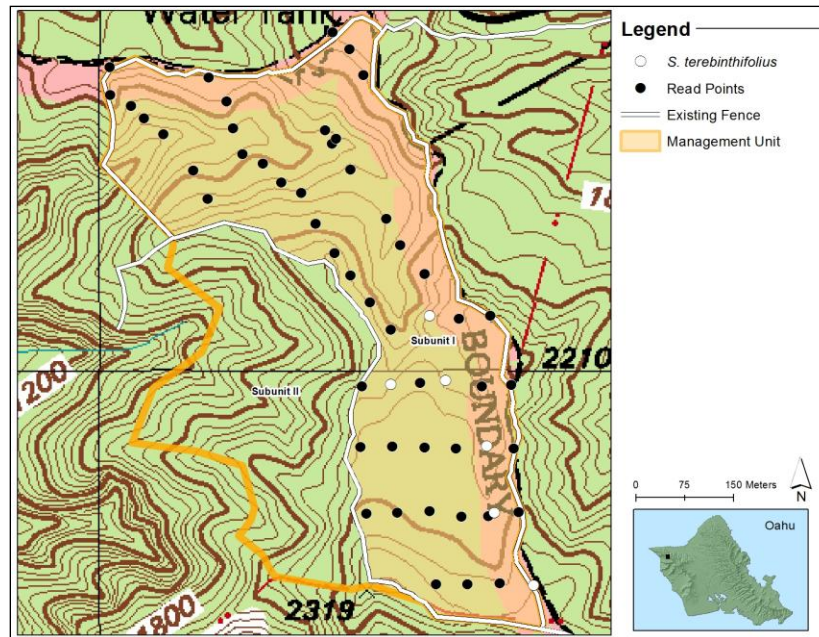 Water Tank
Legend
S. terebinthifolius
Read Points
Existing Fence
Management Unit
Subunit I
BOUNDARY
2210
1200
Subunit II
0 75 150 Meters
N
Oahu
2319
1800